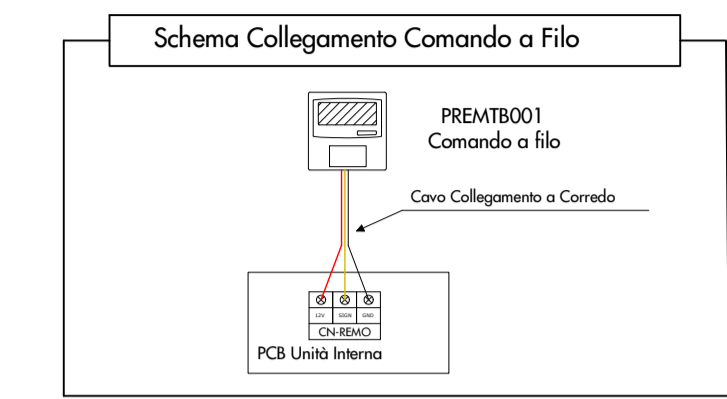 Schema Collegamento Comando a Filo
PREMTB001
Comando a filo
Cavo Collegamento a Corredo
12V SIGN GND
CN-REMO
PCB Unità Interna